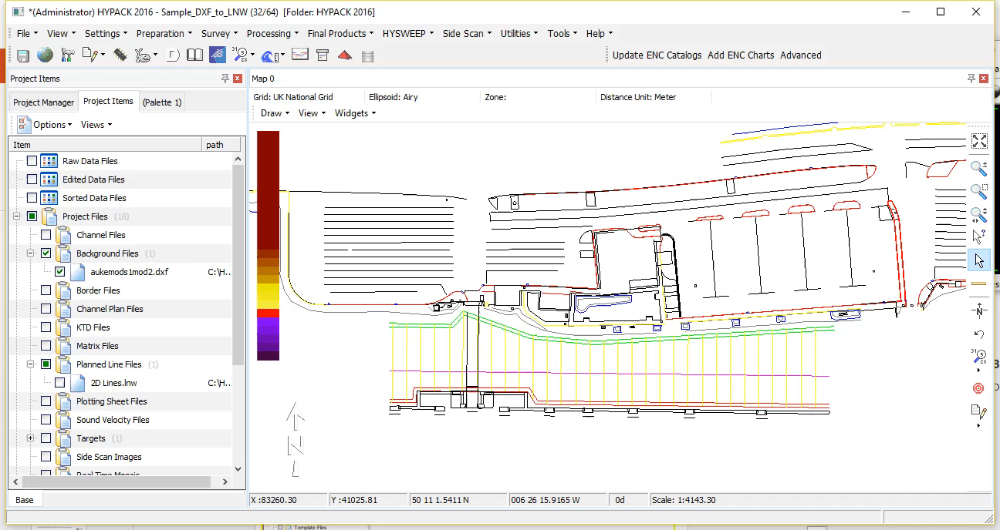 *(Administrator) HYPACK 2016 - Sample_DXF_to_LNW (32/64) [Folder: HYPACK 2016]
File View Settings Preparation Survey Processing Final Products HYSWEEP Side Scan Utilities Tools Help
Update ENC Catalogs Add ENC Charts Advanced
Project Items
Project Manager Project Items (Palette 1)
Options Views
Item path
Raw Data Files
Edited Data Files
Sorted Data Files
Project Files (18)
Channel Files
Background Files (1)
aukemods1mod2.dxf C:\H..
Border Files
Channel Plan Files
KTD Files
Matrix Files
Planned Line Files (1)
2D Lines.lnw C:\H..
Plotting Sheet Files
Sound Velocity Files
Targets (1)
Side Scan Images
Real Time Mosaic
Base
Map 0
Grid: UK National Grid Ellipsoid: Airy Zone: Distance Unit: Meter
Draw View Widgets
N
X :83260.30 Y :41025.81 50 11 1.5411 N 006 26 15.9165 W 0d Scale: 1:4143.30
Template Files